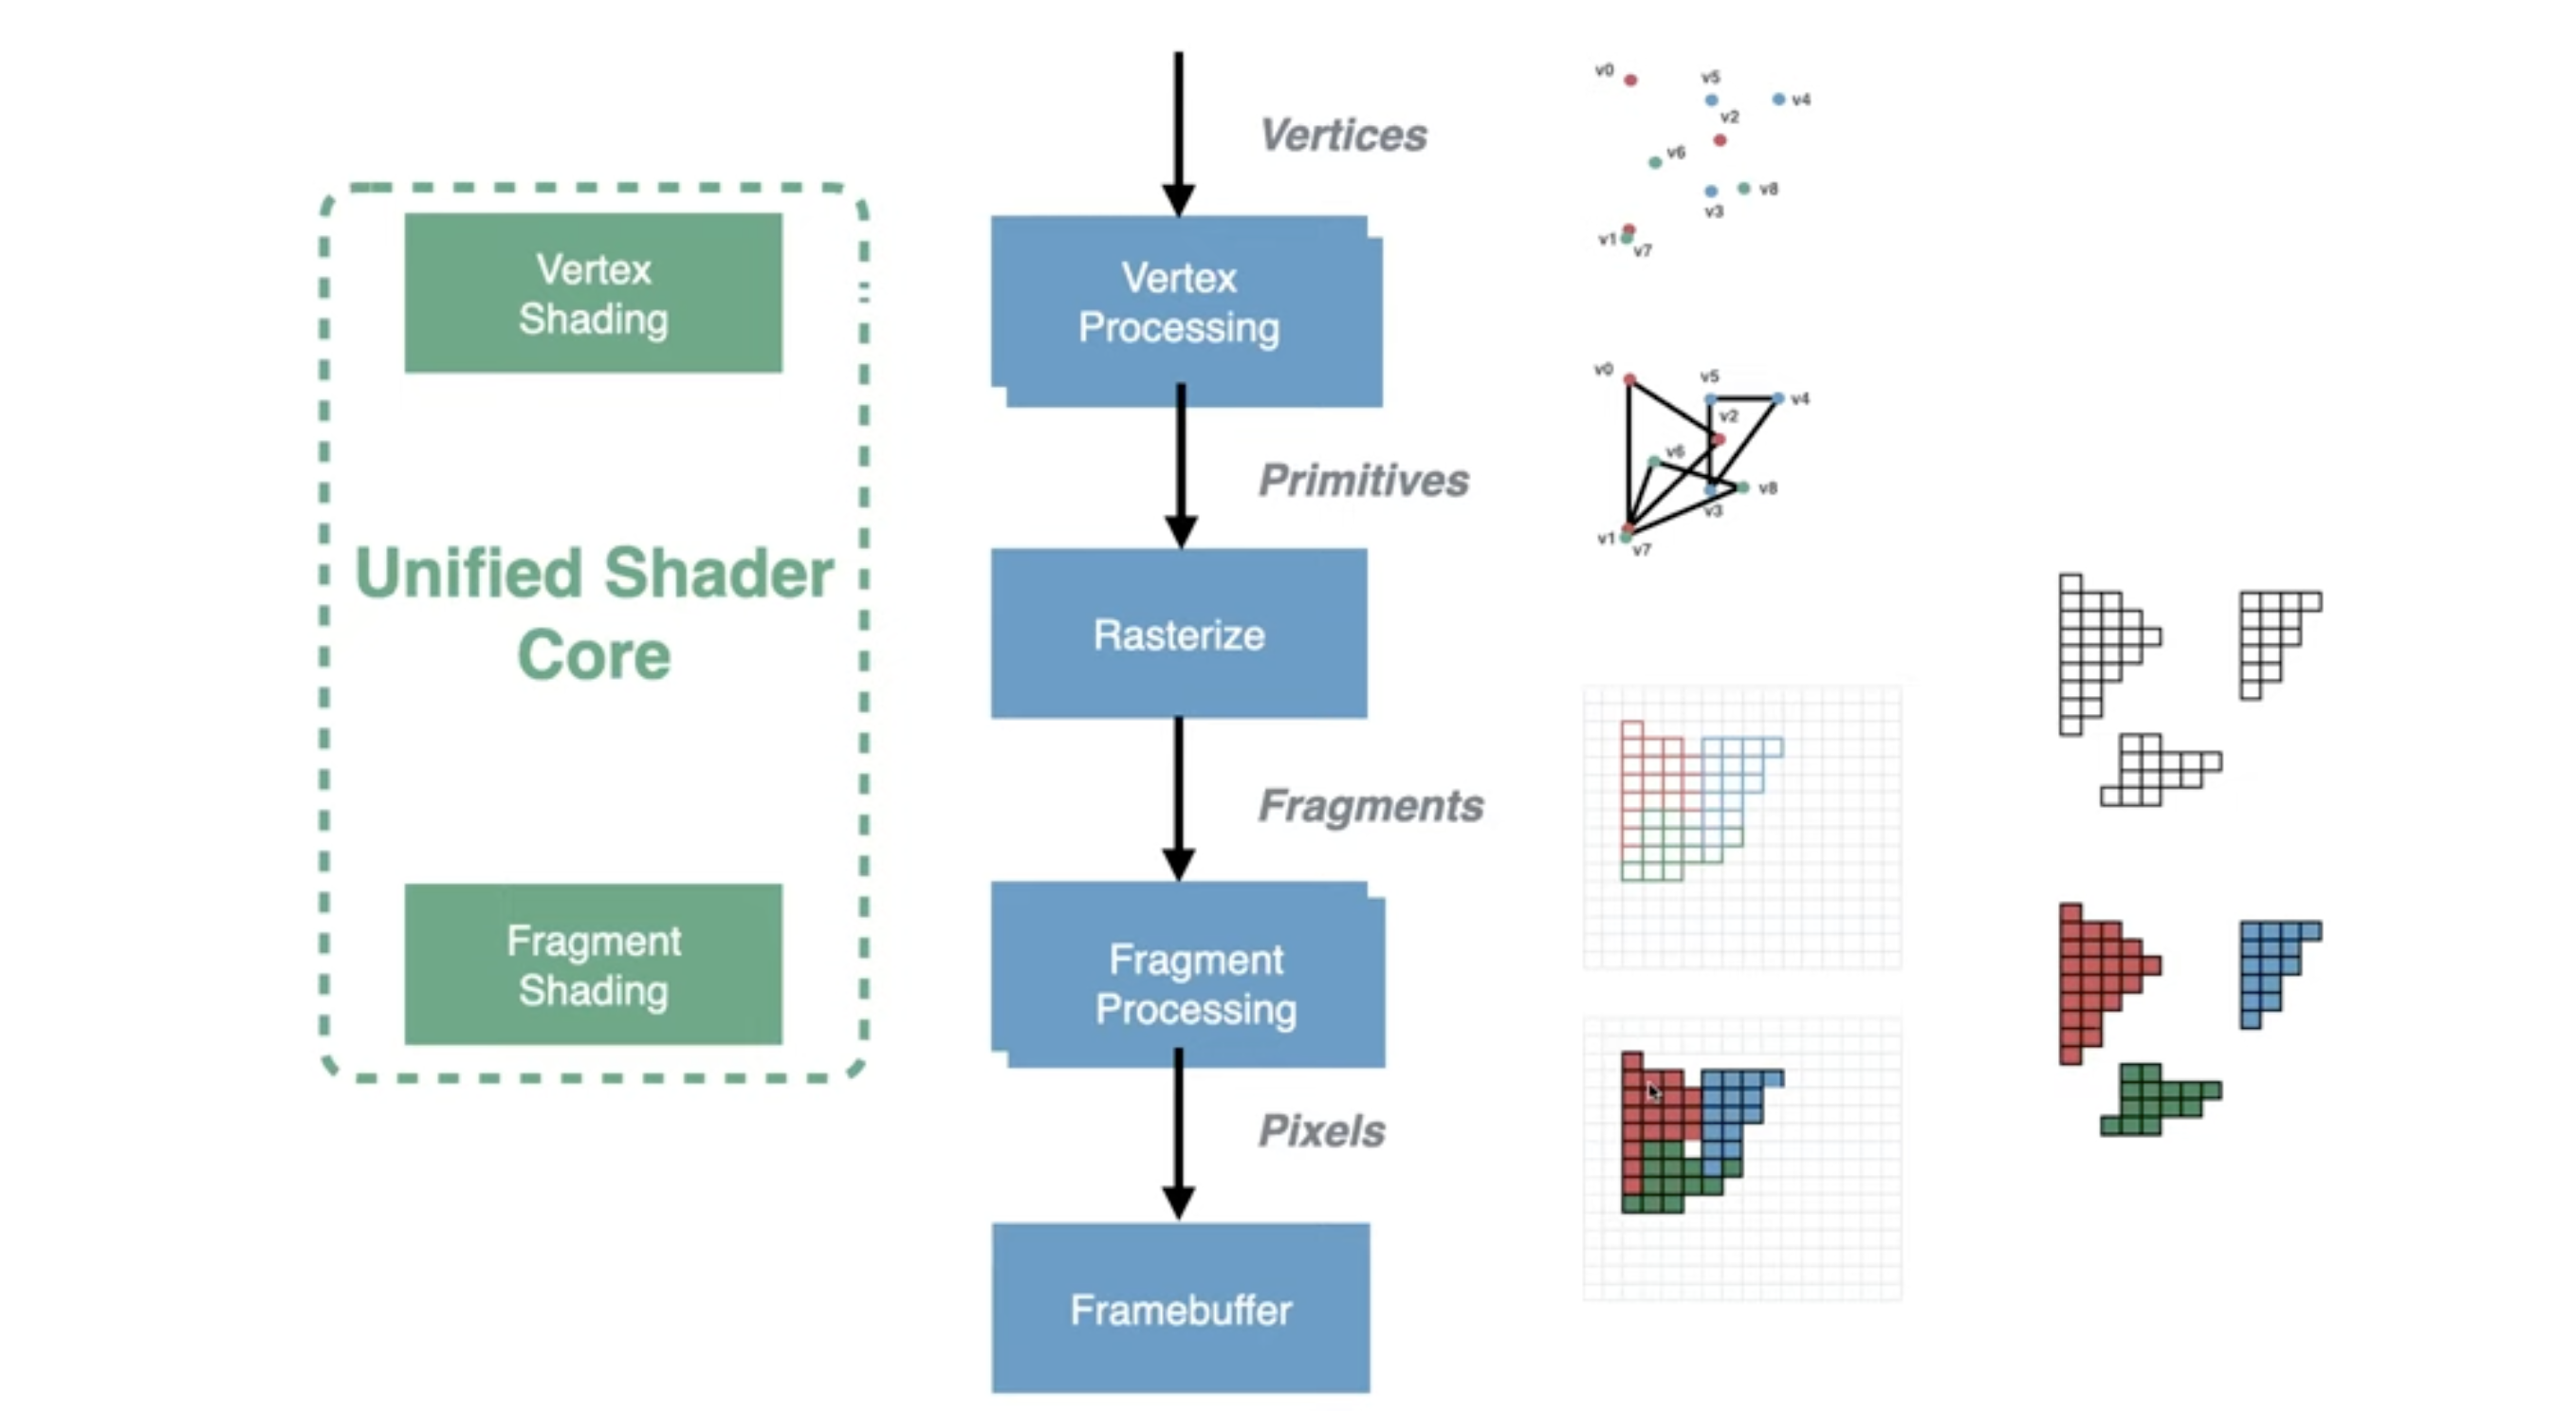 Vertex
Shading
Unified Shader
Core
Fragment
Shading
Vertices
Vertex
Processing
Primitives
Rasterize
Fragments
Fragment
Processing
Pixels
Framebuffer
v0
v5
v4
v2
v6
v8
v3
v1
v7
v0
v5
v4
v2
v6
v8
v3
v1
v7